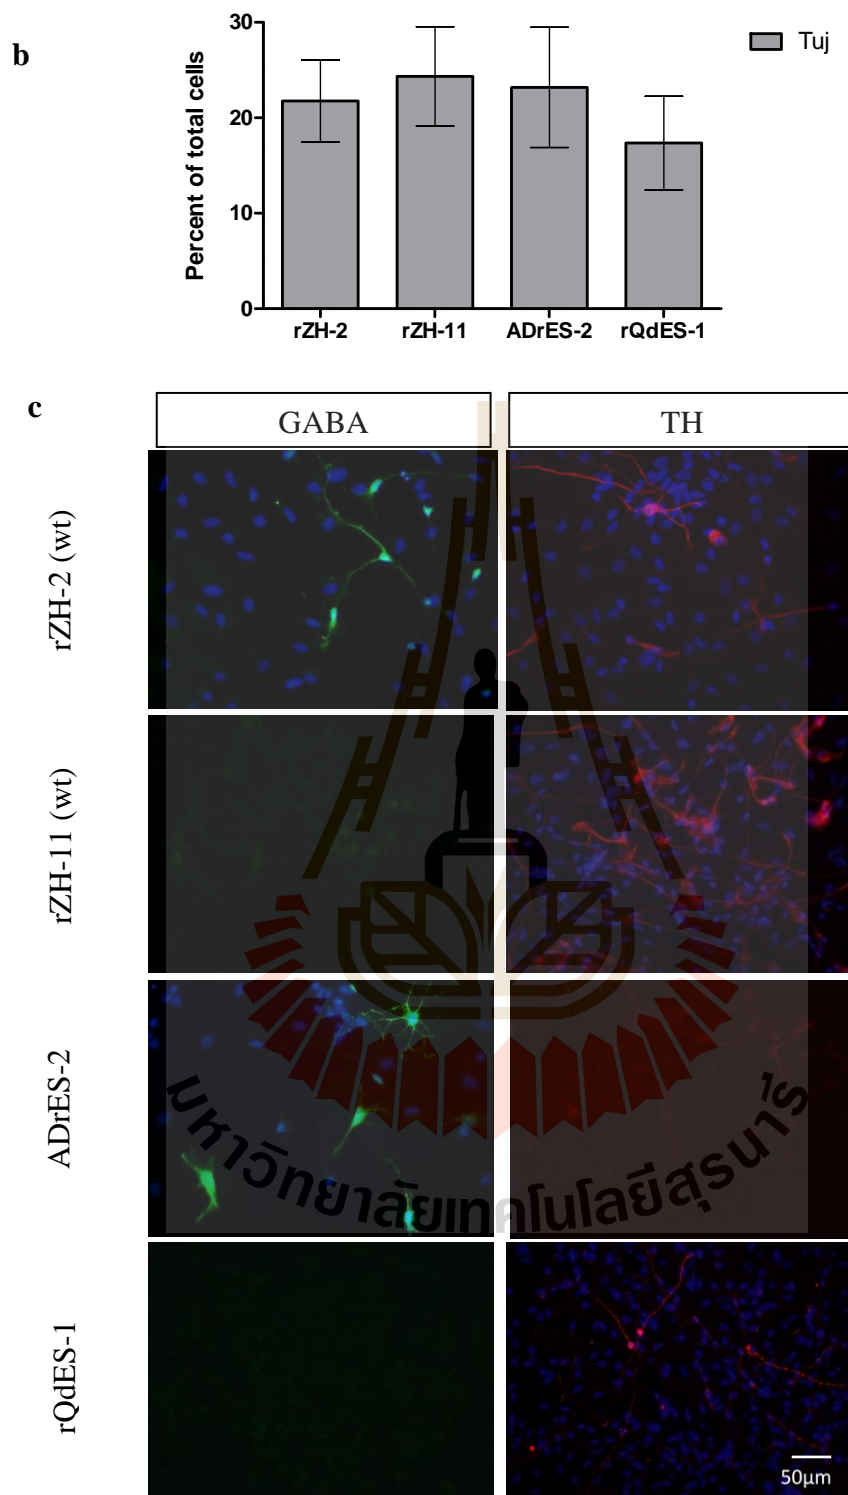 b
Tuj
Percent of total cells
30
20
10
0
rZH-2 rZH-11 ADrES-2 rQdES-1
c
GABA TH
rZH-2 (wt)
rZH-11 (wt)
ADrES-2
rQdES-1
50µm
มหาวิทยาลัยเทคโนโลยีสุรนารี